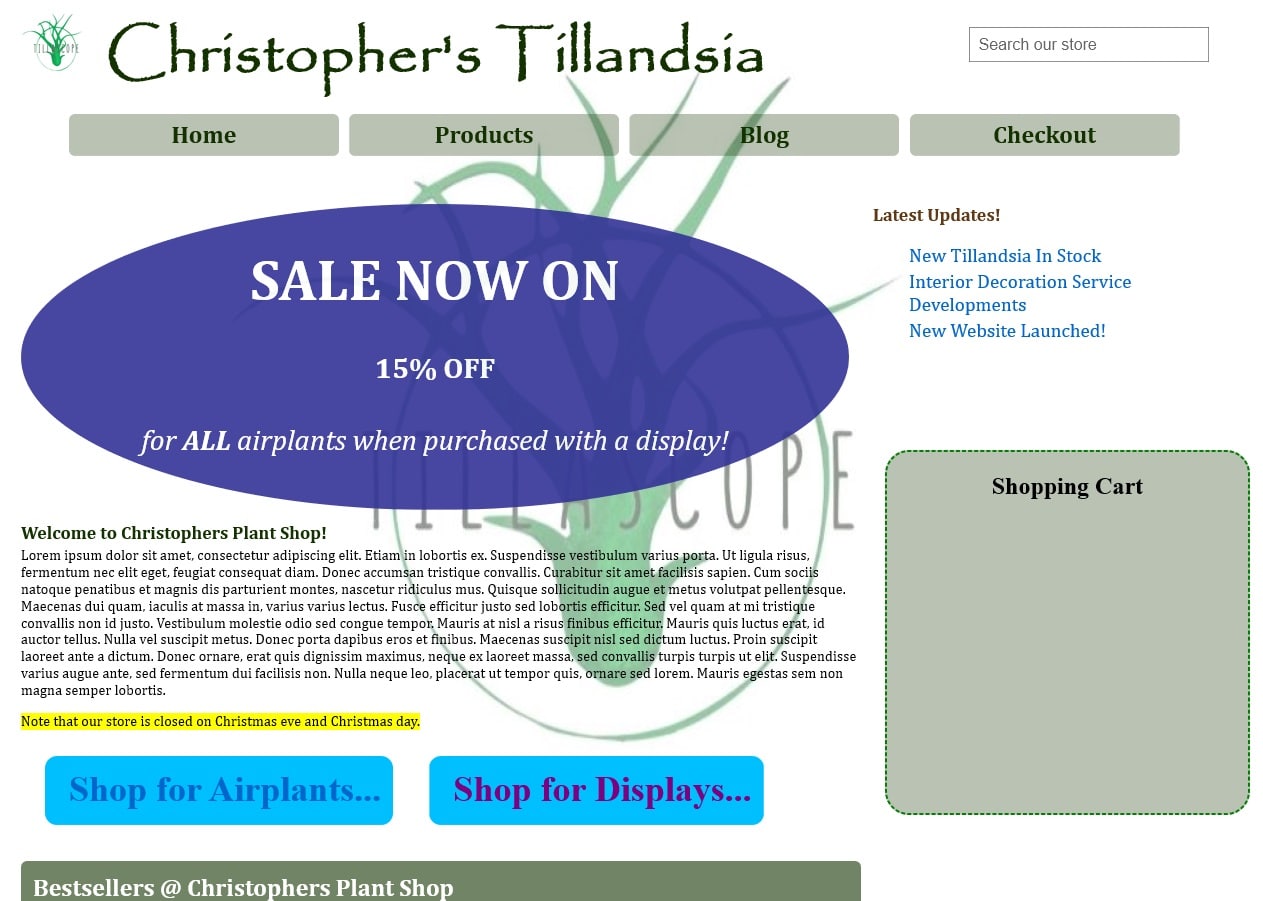 TILLASCOPE
Christopher's Tillandsia
Search our store
Home
Products
Blog
Checkout
SALE NOW ON
15% OFF
for ALL airplants when purchased with a display!
Latest Updates!
New Tillandsia In Stock
Interior Decoration Service
Developments
New Website Launched!
TILLASCOPE
Shopping Cart
Welcome to Christophers Plant Shop!
Lorem ipsum dolor sit amet, consectetur adipiscing elit. Etiam in lobortis ex. Suspendisse vestibulum varius porta. Ut ligula risus,
fermentum nec elit eget, feugiat consequat diam. Donec accumsan tristique convallis. Curabitur sit amet facilisis sapien. Cum sociis
natoque penatibus et magnis dis parturient montes, nascetur ridiculus mus. Quisque sollicitudin augue et metus volutpat pellentesque.
Maecenas dui quam, iaculis at massa in, varius varius lectus. Fusce efficitur justo sed lobortis efficitur. Sed vel quam at mi tristique
convallis non id justo. Vestibulum molestie odio sed congue tempor. Mauris at nisl a risus finibus efficitur. Mauris quis luctus erat, id
auctor tellus. Nulla vel suscipit metus. Donec porta dapibus eros et finibus. Maecenas suscipit nisl sed dictum luctus. Proin suscipit
laoreet ante a dictum. Donec ornare, erat quis dignissim maximus, neque ex laoreet massa, sed convallis turpis turpis ut elit. Suspendisse
varius augue ante, sed fermentum dui facilisis non. Nulla neque leo, placerat ut tempor quis, ornare sed lorem. Mauris egestas sem non
magna semper lobortis.
Note that our store is closed on Christmas eve and Christmas day.
Shop for Airplants...
Shop for Displays...
Bestsellers @ Christophers Plant Shop